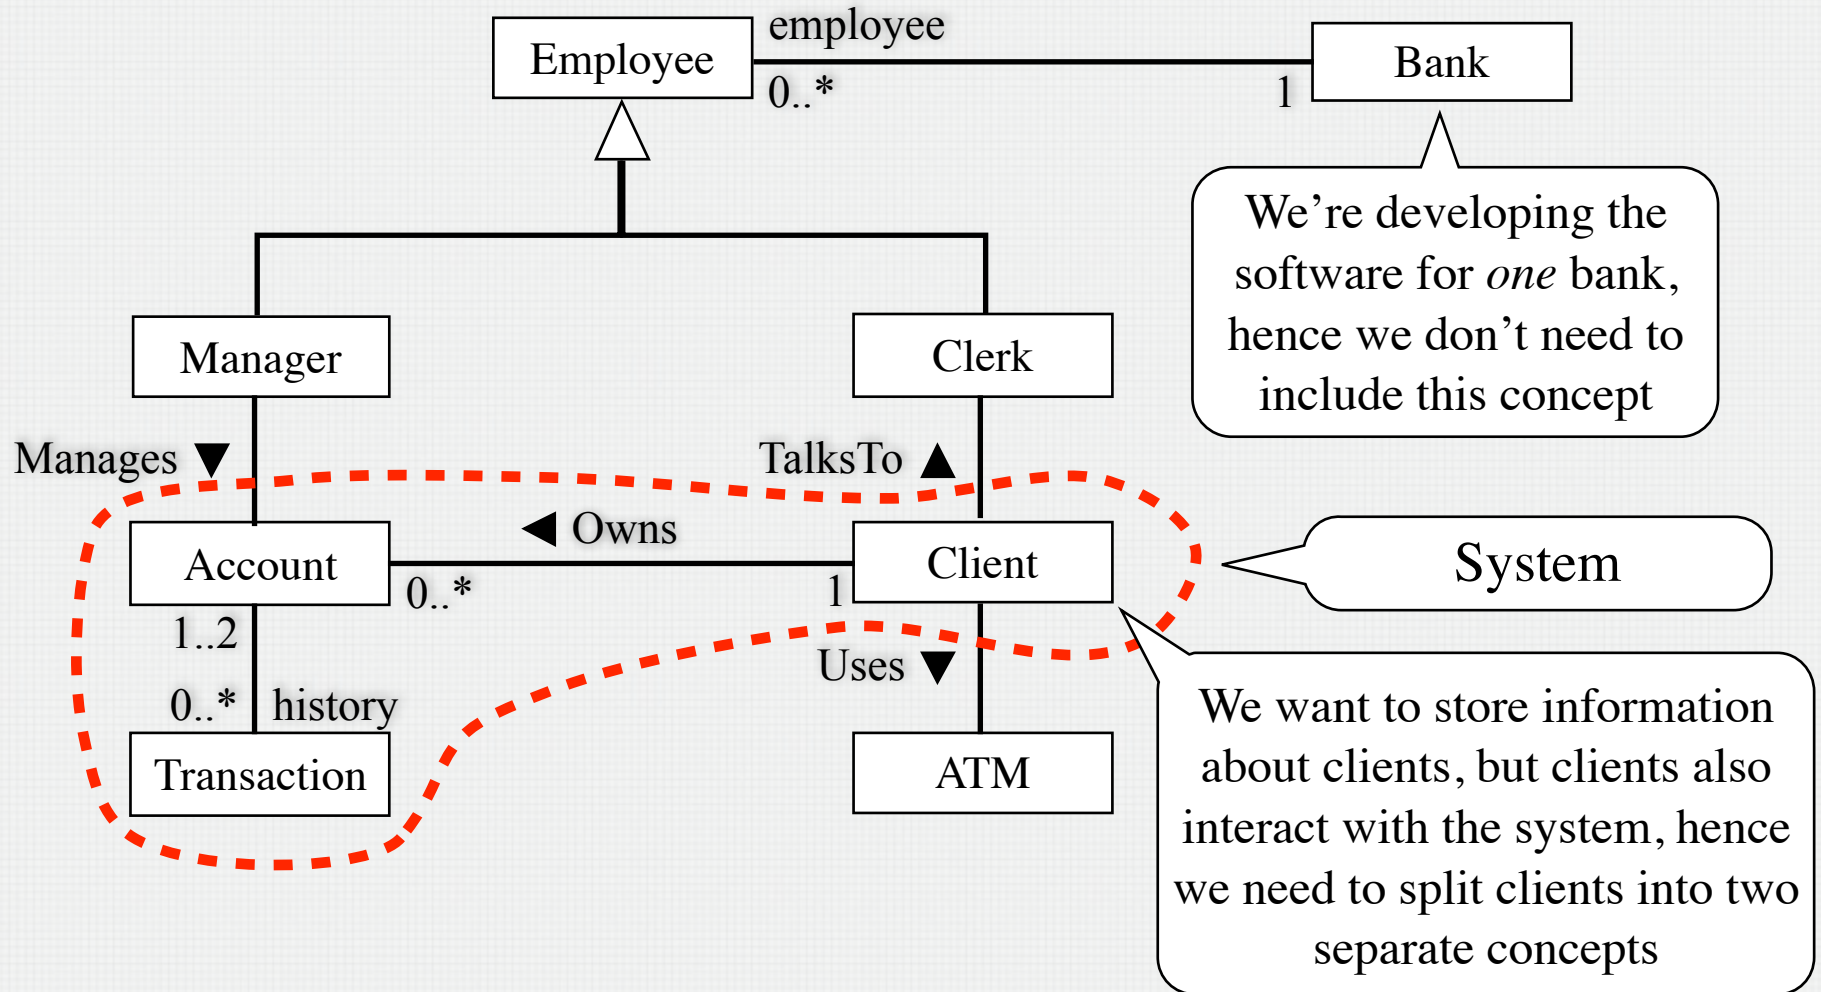 employee
Employee
Bank
0..*
1
We're developing the
software for one bank,
hence we don't need to
include this concept
Manager
Clerk
Manages
TalksTo
Owns
Account
Client
System
0..*
1
1..2
Uses
0..*
history
Transaction
ATM
We want to store information
about clients, but clients also
interact with the system, hence
we need to split clients into two
separate concepts